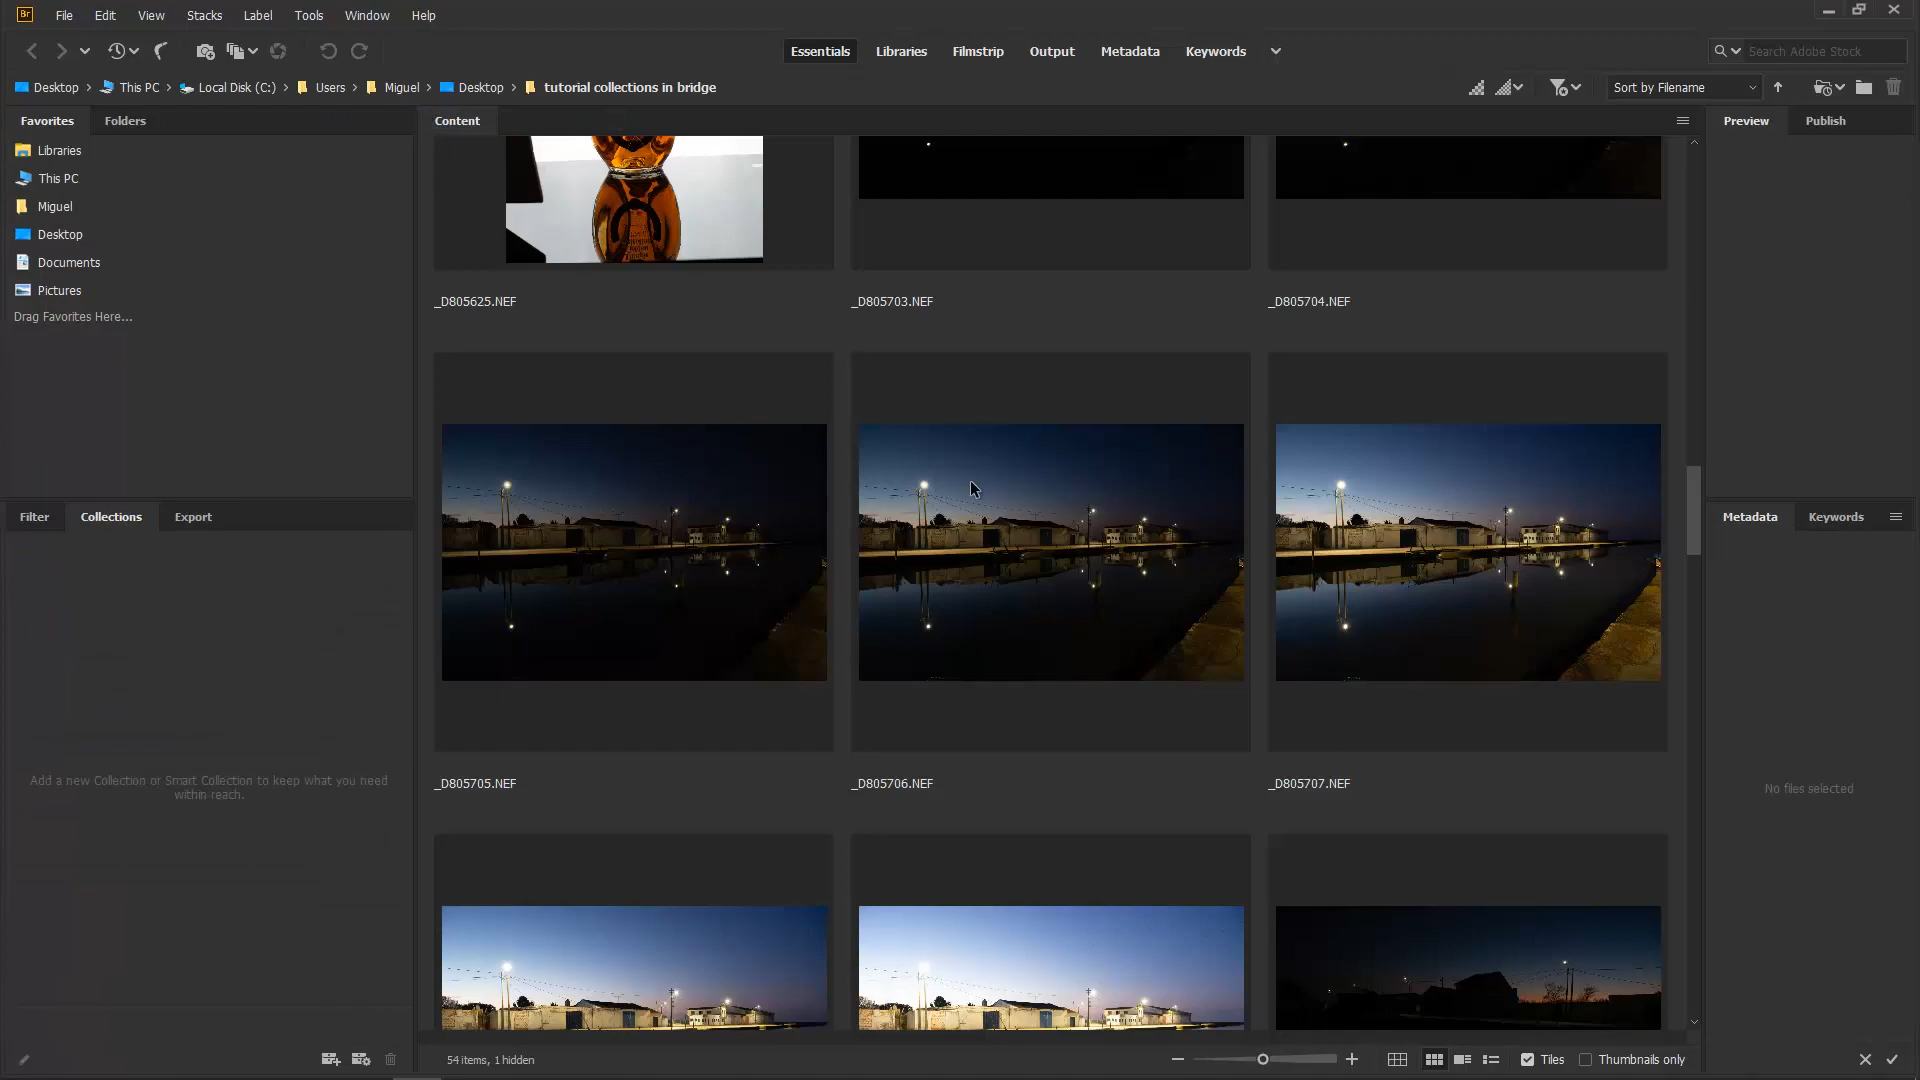 Br File Edit View Stacks Label Tools Window Help
Essentials Libraries Filmstrip Output Metadata Keywords Search Adobe Stock
Desktop This PC Local Disk (C:) Users Miguel Desktop tutorial collections in bridge Sort by Filename
Favorites Folders Content Preview Publish
Libraries
This PC
Miguel
Desktop
Documents
Pictures
Drag Favorites Here...
_D805625.NEF _D805703.NEF _D805704.NEF
Filter Collections Export Metadata Keywords
Add a new Collection or Smart Collection to keep what you need
within reach.
_D805705.NEF _D805706.NEF _D805707.NEF
No files selected
54 items, 1 hidden Tiles Thumbnails only